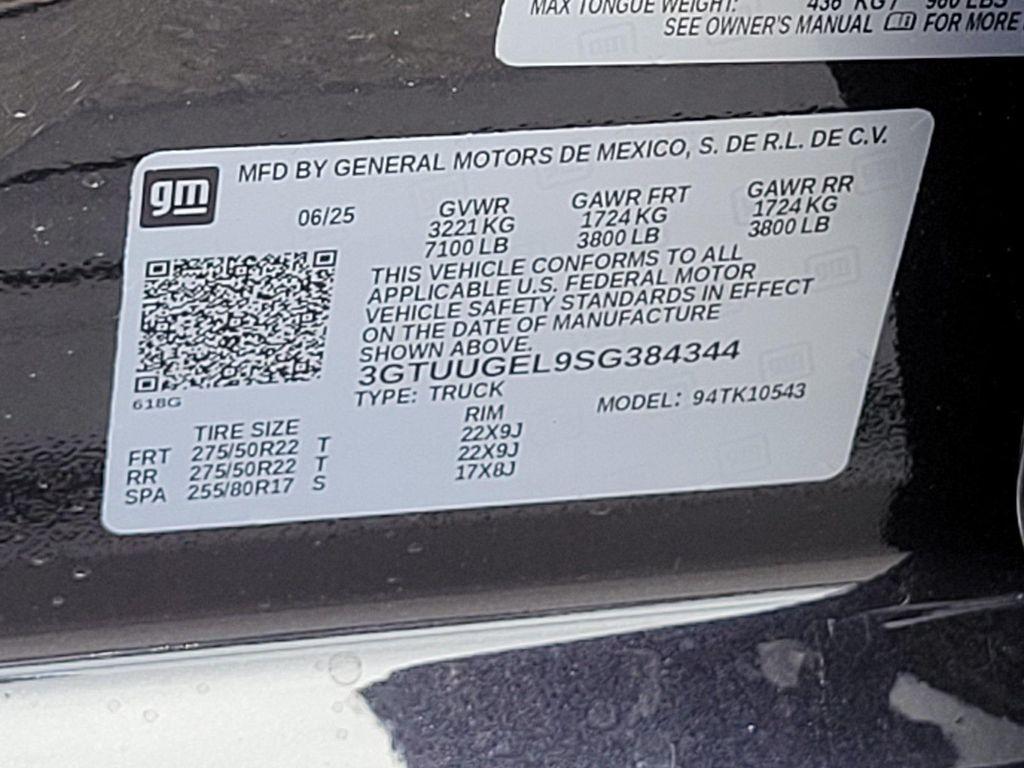 MAX TONGUE WEIGHT: 436 KG / 960 LBS
SEE OWNER'S MANUAL FOR MORE
gm
MFD BY GENERAL MOTORS DE MEXICO, S. DE R.L. DE C.V.
06/25
GVWR
3221 KG
7100 LB
GAWR FRT
1724 KG
3800 LB
GAWR RR
1724 KG
3800 LB
THIS VEHICLE CONFORMS TO ALL
APPLICABLE U.S. FEDERAL MOTOR
VEHICLE SAFETY STANDARDS IN EFFECT
ON THE DATE OF MANUFACTURE
SHOWN ABOVE.
3GTUUGEL9SG384344
TYPE: TRUCK
MODEL: 94TK10543
618G
TIRE SIZE RIM
FRT 275/50R22 T 22X9J
RR 275/50R22 T 22X9J
SPA 255/80R17 S 17X8J